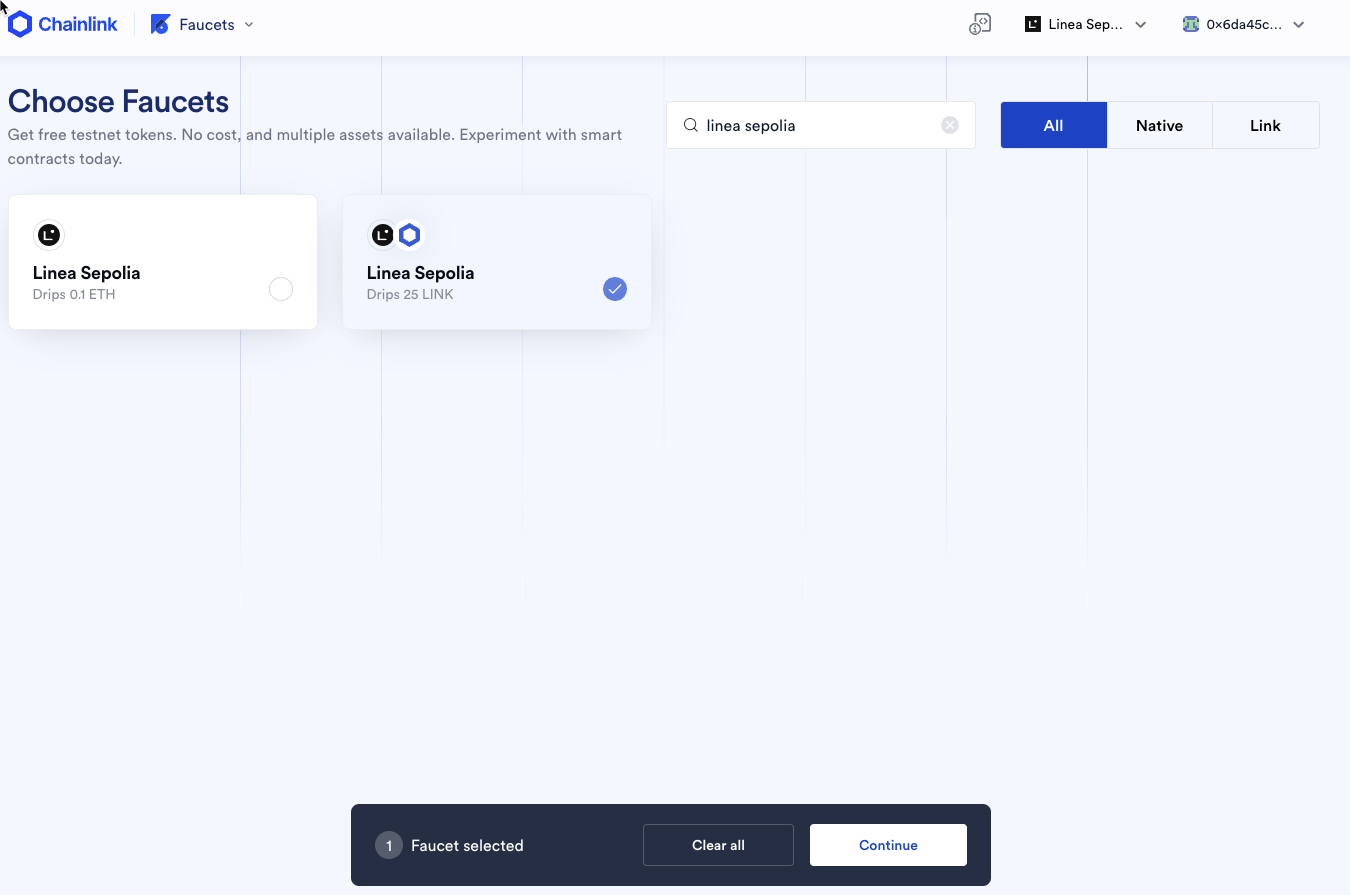 Chainlink
Faucets
Linea Sep...
0x6da45c...
Choose Faucets
Get free testnet tokens. No cost, and multiple assets available. Experiment with smart
contracts today.
linea sepolia
All
Native
Link
Linea Sepolia
Drips 0.1 ETH
Linea Sepolia
Drips 25 LINK
1
Faucet selected
Clear all
Continue